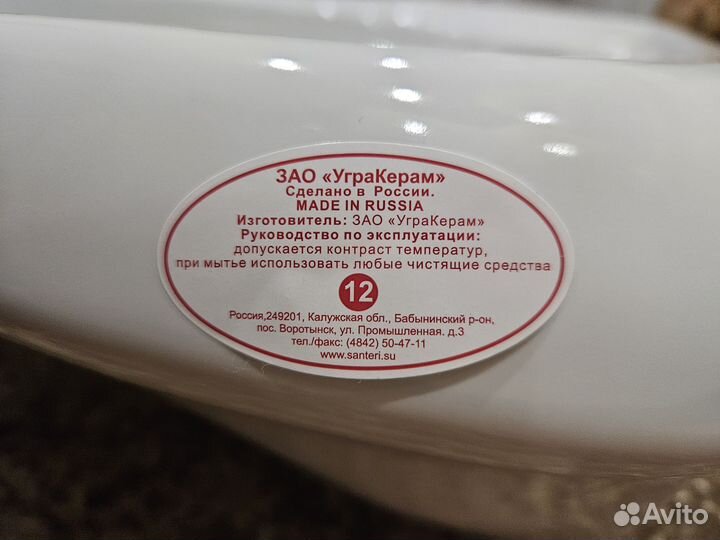 ЗАО «УграКерам»
Сделано в России.
MADE IN RUSSIA
Изготовитель: ЗАО «УграКерам»
Руководство по эксплуатации:
допускается контраст температур,
при мытье использовать любые чистящие средства
12
Россия,249201, Калужская обл., Бабынинский р-он,
пос. Воротынск, ул. Промышленная. д.3
тел./факс: (4842) 50-47-11
www.santeri.su
Avito